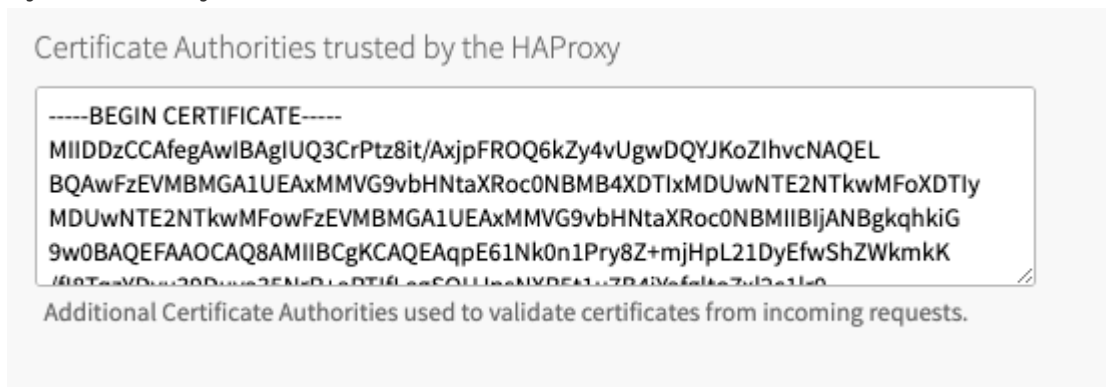 Certificate Authorities trusted by the HAProxy
-----BEGIN CERTIFICATE-----
MIIDDzCCAfegAwIBAgIUQ3CrPtz8it/AxjpFROQ6kZy4vUgwDQYJKoZIhvcNAQEL
BQAwFzEVMBMGA1UEAxMMVG9vbHNtaXRoc0NBMB4XDTIxMDUwNTE2NTkwMFoXDTIy
MDUwNTE2NTkwMFowFzEVMBMGA1UEAxMMVG9vbHNtaXRoc0NBMIIBIjANBgkqhkiG
9w0BAQEFAAOCAQ8AMIIBCgKCAQEAqpE61Nk0n1Pry8Z+mjHpL21DyEfwShZWkmkK
Additional Certificate Authorities used to validate certificates from incoming requests.